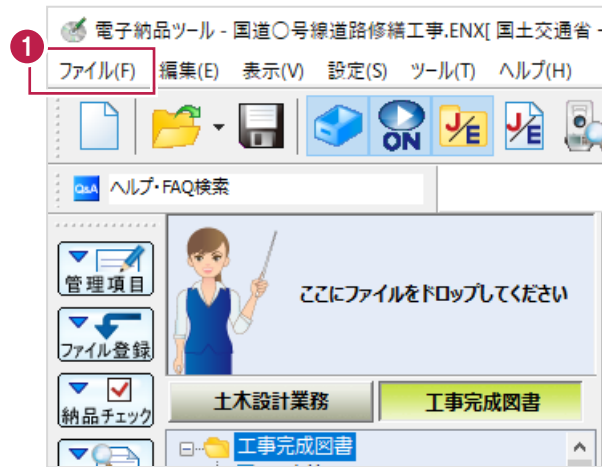 電子納品ツール - 国道〇号線道路修繕工事.ENX[ 国土交通省 -
1
ファイル(F) 編集(E) 表示(V) 設定(S) ツール(T) ヘルプ(H)
ON J/E J/E
Q&A ヘルプ・FAQ検索
管理項目
ここにファイルをドロップしてください
ファイル登録
納品チェック
土木設計業務 工事完成図書
工事完成図書